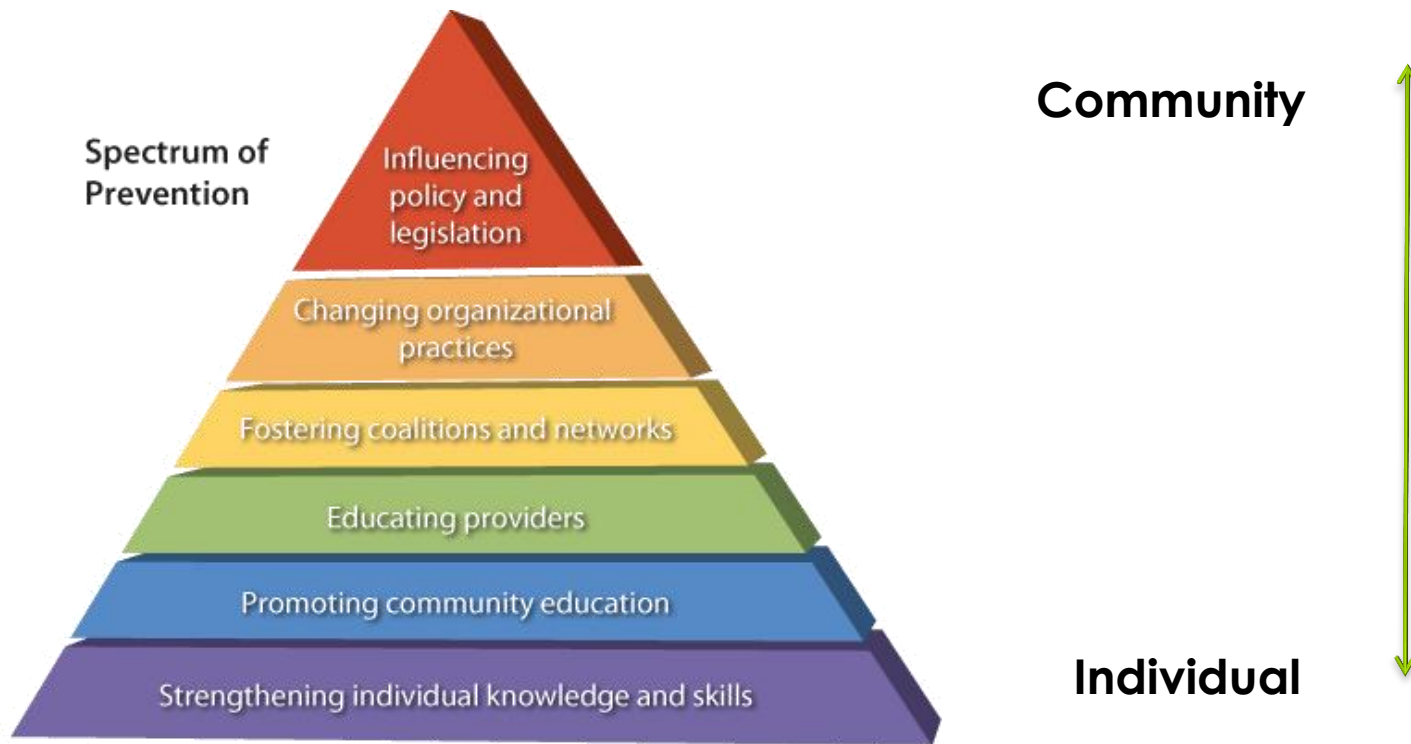 Spectrum of
Prevention
Influencing
policy and
legislation
Changing organizational
practices
Fostering coalitions and networks
Educating providers
Promoting community education
Strengthening individual knowledge and skills
Community
Individual